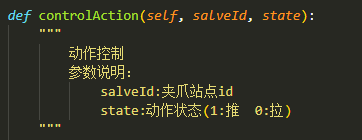 def controlAction(self, salveId, state):
"""
动作控制
参数说明:
salveId:夹爪站点id
state:动作状态(1:推  0:拉)
"""